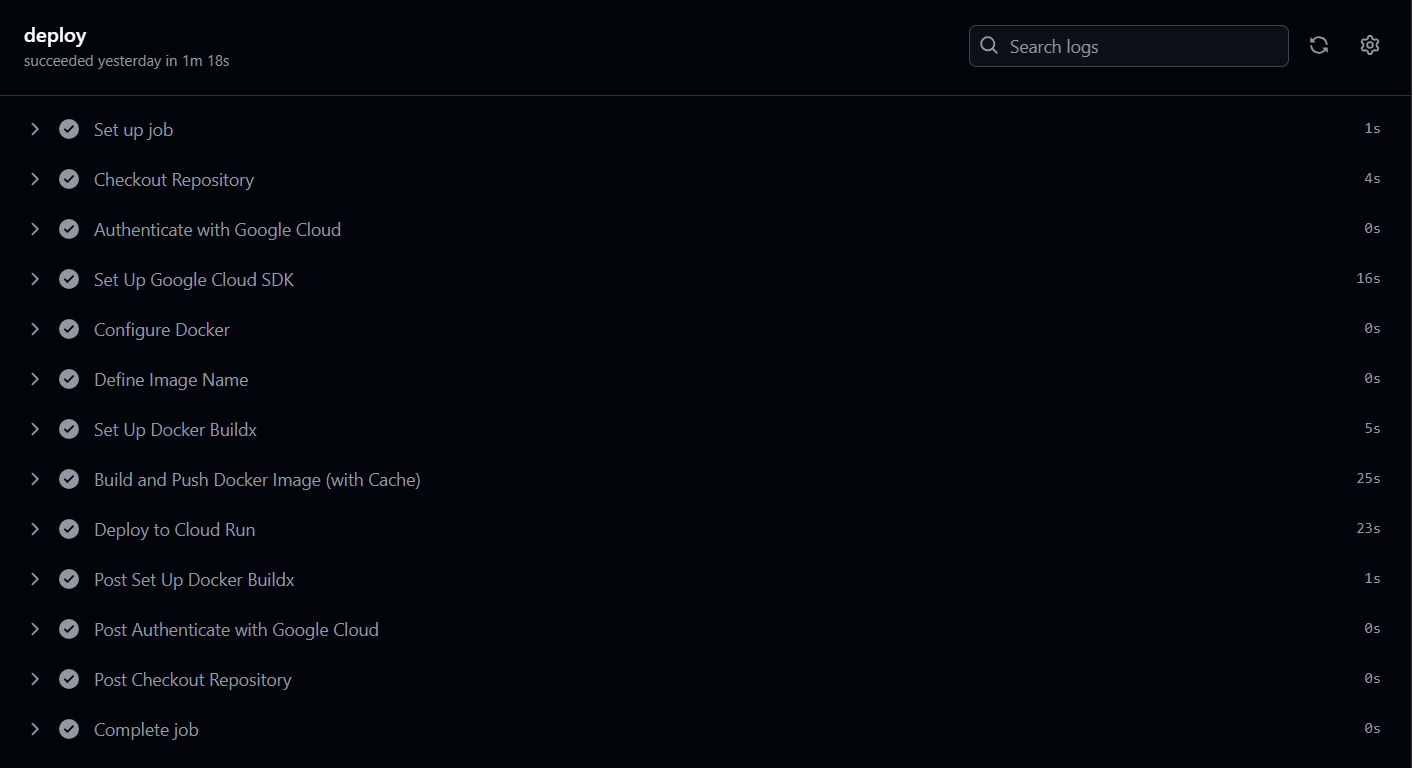 deploy
succeeded yesterday in 1m 18s
Search logs
Set up job 1s
Checkout Repository 4s
Authenticate with Google Cloud 0s
Set Up Google Cloud SDK 16s
Configure Docker 0s
Define Image Name 0s
Set Up Docker Buildx 5s
Build and Push Docker Image (with Cache) 25s
Deploy to Cloud Run 23s
Post Set Up Docker Buildx 1s
Post Authenticate with Google Cloud 0s
Post Checkout Repository 0s
Complete job 0s